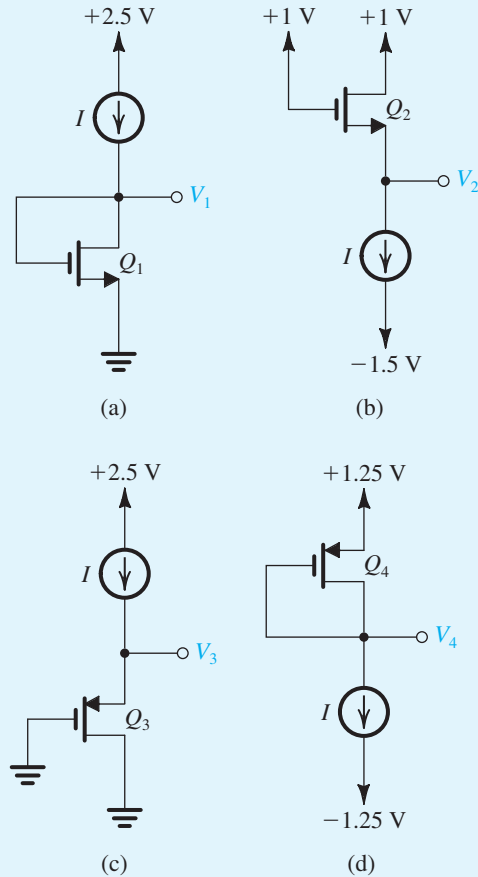 +2.5 V
I
V1
Q1
(a)
+1 V
+1 V
Q2
V2
I
−1.5 V
(b)
+2.5 V
I
V3
Q3
(c)
+1.25 V
Q4
V4
I
−1.25 V
(d)